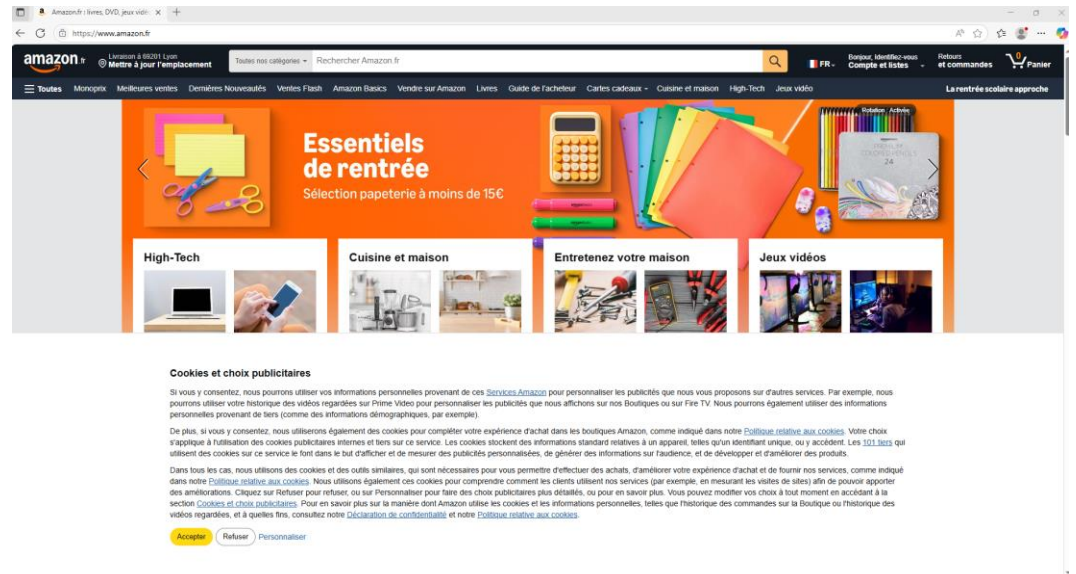 Amazon.fr : livres, DVD, jeux vidéo
https://www.amazon.fr
amazon.fr
Livraison à 69201 Lyon
Mettre à jour l'emplacement
Toutes nos catégories
Rechercher Amazon.fr
FR
Bonjour, Identifiez-vous
Compte et listes
Retours
et commandes
0
Panier
Toutes Monoprix Meilleures ventes Dernières Nouveautés Ventes Flash Amazon Basics Vendre sur Amazon Livres Guide de l'acheteur Cartes cadeaux Cuisine et maison High-Tech Jeux vidéo La rentrée scolaire approche
Rotation Activée
Essentiels
de rentrée
Sélection papeterie à moins de 15€
PREMIUM
COLORED PENCILS
24
High-Tech
Cuisine et maison
Entretenez votre maison
Jeux vidéos
Cookies et choix publicitaires
Si vous y consentez, nous pourrons utiliser vos informations personnelles provenant de ces Services Amazon pour personnaliser les publicités que nous vous proposons sur d'autres services. Par exemple, nous
pourrons utiliser votre historique des vidéos regardées sur Prime Video pour personnaliser les publicités que nous affichons sur nos Boutiques ou sur Fire TV. Nous pourrons également utiliser des informations
personnelles provenant de tiers (comme des informations démographiques, par exemple).
De plus, si vous y consentez, nous utiliserons également des cookies pour compléter votre expérience d'achat dans les boutiques Amazon, comme indiqué dans notre Politique relative aux cookies. Votre choix
s'applique à l'utilisation des cookies publicitaires internes et tiers sur ce service. Les cookies stockent des informations standard relatives à un appareil, telles qu'un identifiant unique, ou y accèdent. Les 101 tiers qui
utilisent des cookies sur ce service le font dans le but d'afficher et de mesurer des publicités personnalisées, de générer des informations sur l'audience, et de développer et d'améliorer des produits.
Dans tous les cas, nous utilisons des cookies et des outils similaires, qui sont nécessaires pour vous permettre d'effectuer des achats, d'améliorer votre expérience d'achat et de fournir nos services, comme indiqué
dans notre Politique relative aux cookies. Nous utilisons également ces cookies pour comprendre comment les clients utilisent nos services (par exemple, en mesurant les visites de sites) afin de pouvoir apporter
des améliorations. Cliquez sur Refuser pour refuser, ou sur Personnaliser pour faire des choix publicitaires plus détaillés, ou pour en savoir plus. Vous pouvez modifier vos choix à tout moment en accédant à la
section Cookies et choix publicitaires. Pour en savoir plus sur la manière dont Amazon utilise les cookies et les informations personnelles, telles que l'historique des commandes sur la Boutique ou l'historique des
vidéos regardées, et à quelles fins, consultez notre Déclaration de confidentialité et notre Politique relative aux cookies.
Accepter Refuser Personnaliser